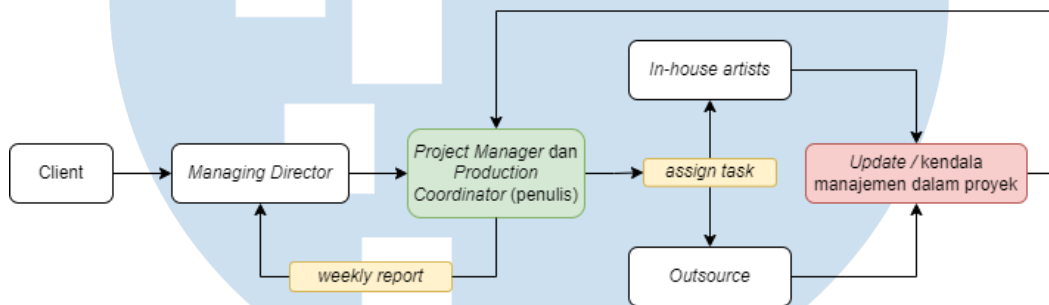 Client
Managing Director
Project Manager dan
Production
Coordinator (penulis)
weekly report
assign task
In-house artists
Outsource
Update / kendala
manajemen dalam proyek